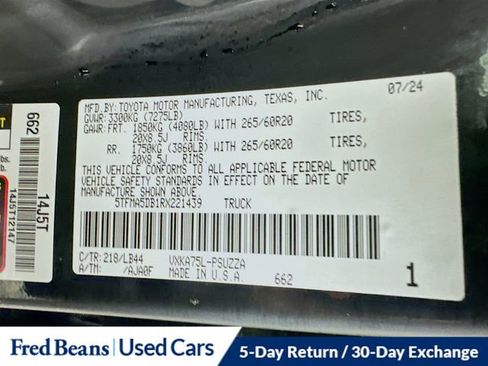 MFD.BY: TOYOTA MOTOR MANUFACTURING, TEXAS, INC. 07/24
GVWR: 3300KG (7275LB)
GAWR: FRT. 1850KG (4080LB) WITH 265/60R20 TIRES,
20X8.5J RIMS
RR. 1750KG (3860LB) WITH 265/60R20 TIRES,
20X8.5J RIMS
THIS VEHICLE CONFORMS TO ALL APPLICABLE FEDERAL MOTOR
VEHICLE SAFETY STANDARDS IN EFFECT ON THE DATE OF
MANUFACTURE SHOWN ABOVE.
5TFMA5DB1RX221439 TRUCK
C/TR: 218/LB44 VXKA75L-PSUZZA
A/TM: /AJA0F MADE IN U.S.A. 662 1
662
14J5T
14J5T12147
lbs.
Fred Beans Used Cars 5-Day Return / 30-Day Exchange